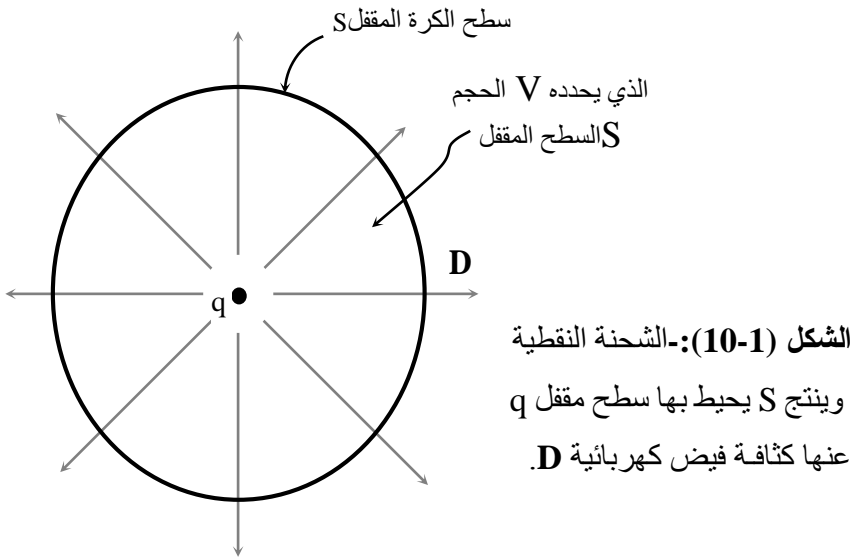 سطح الكرة المقفلS
الذي يحدده V الحجم
Sالسطح المقفل
D
q
الشكل (1-10):-الشحنة النقطية
وينتج S يحيط بها سطح مقفل q
عنها كثافة فيض كهربائية D.